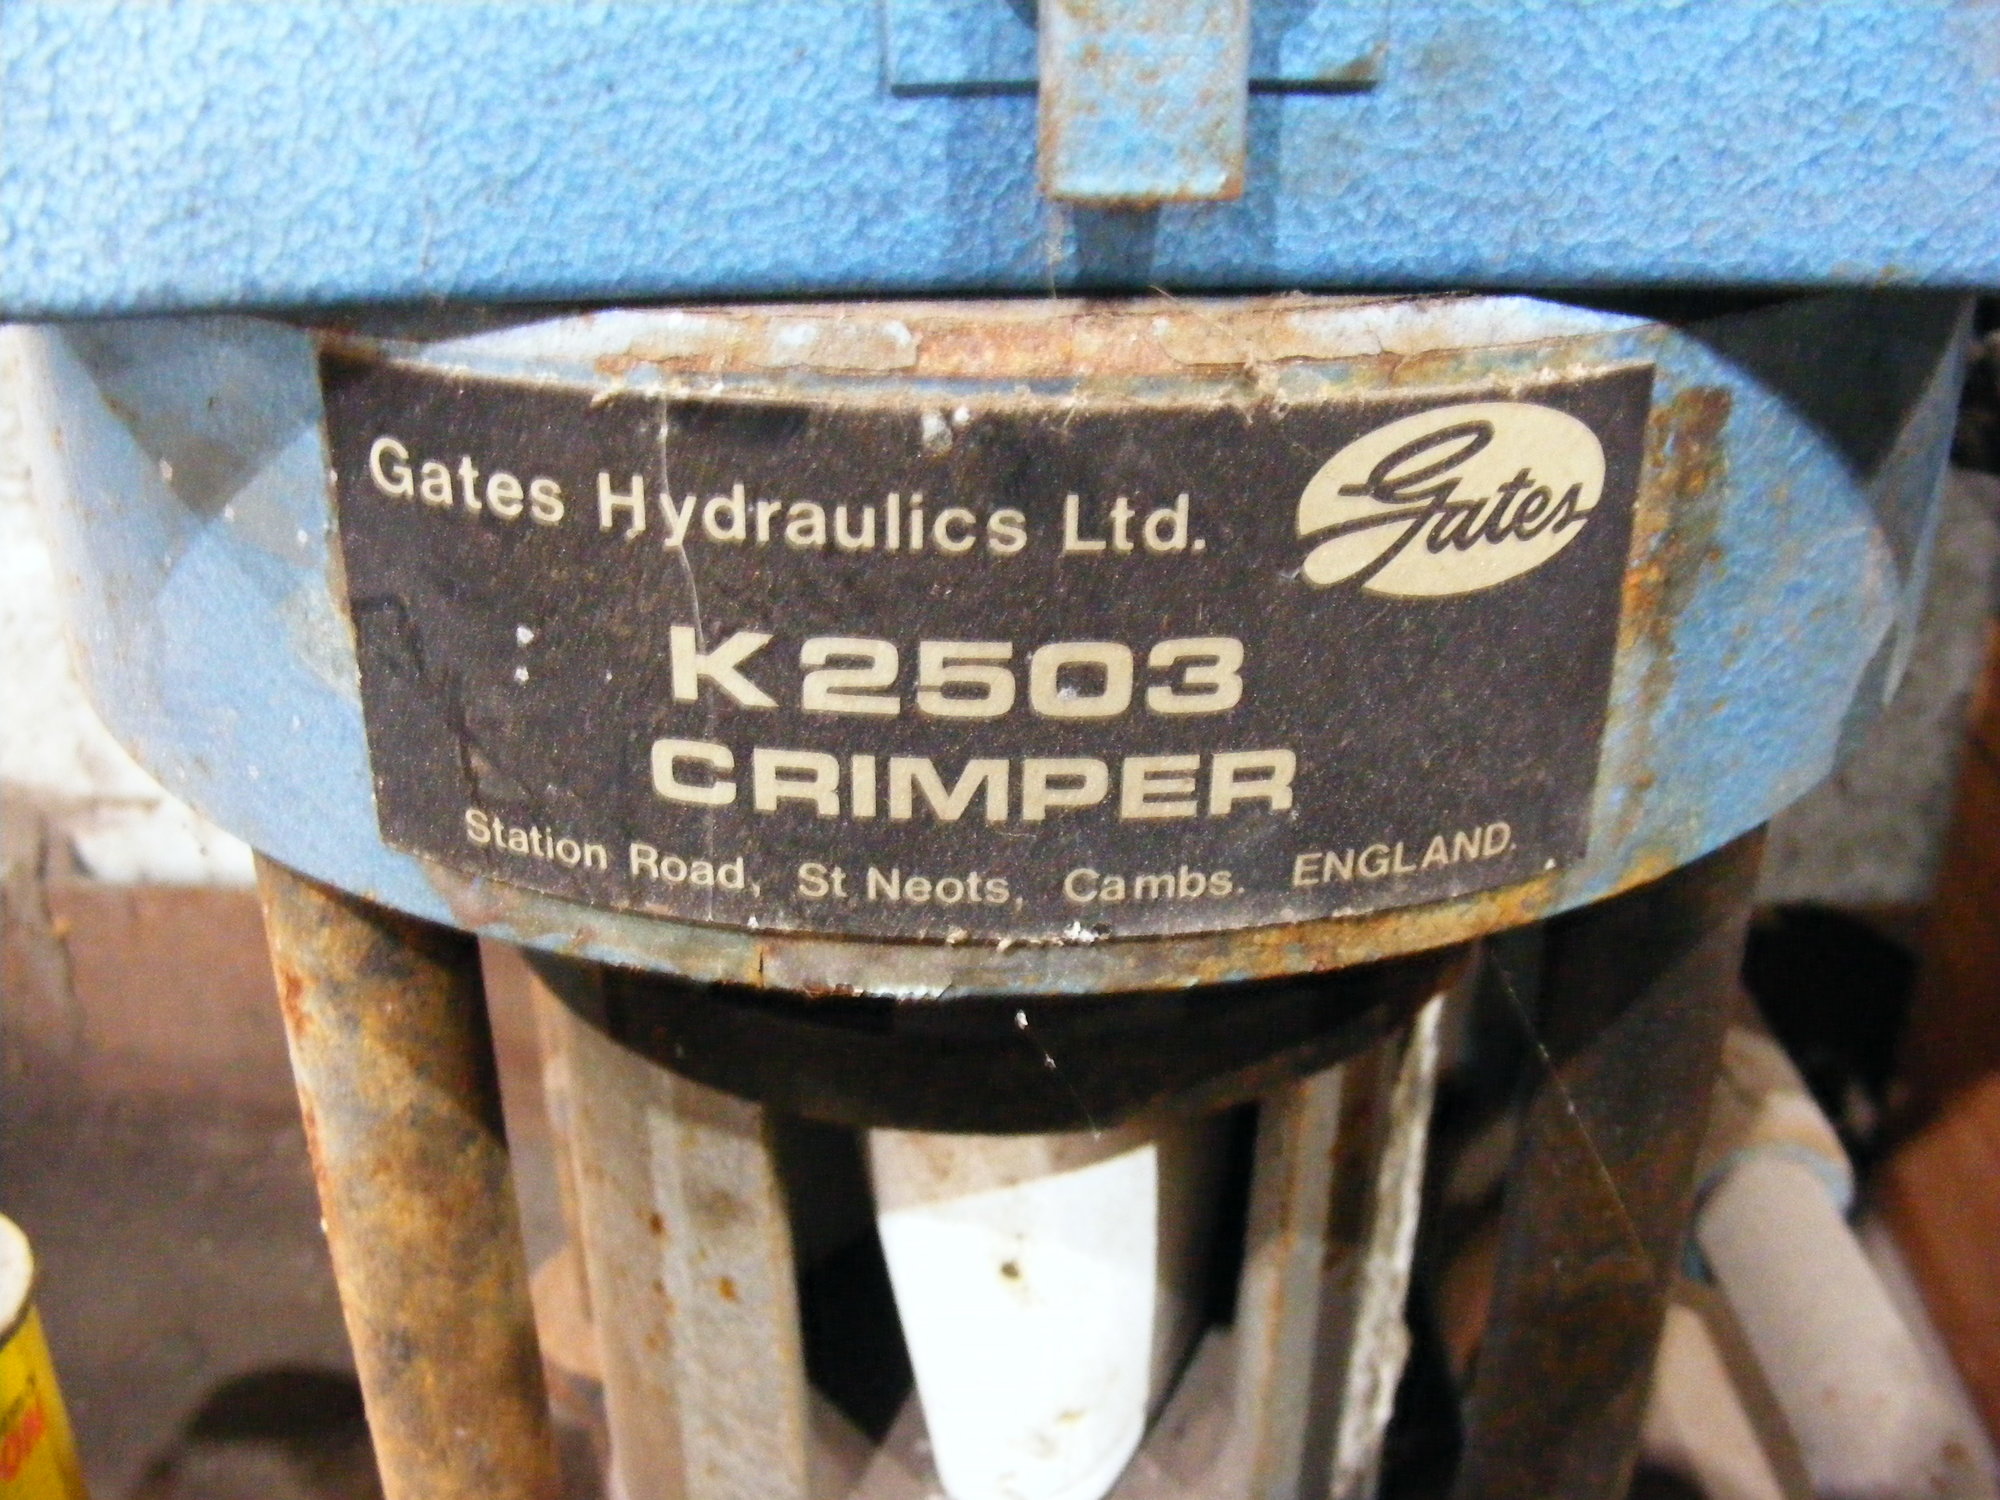 Gates Hydraulics Ltd.
Gates
K2503
CRIMPER
Station Road, St Neots, Cambs. ENGLAND.